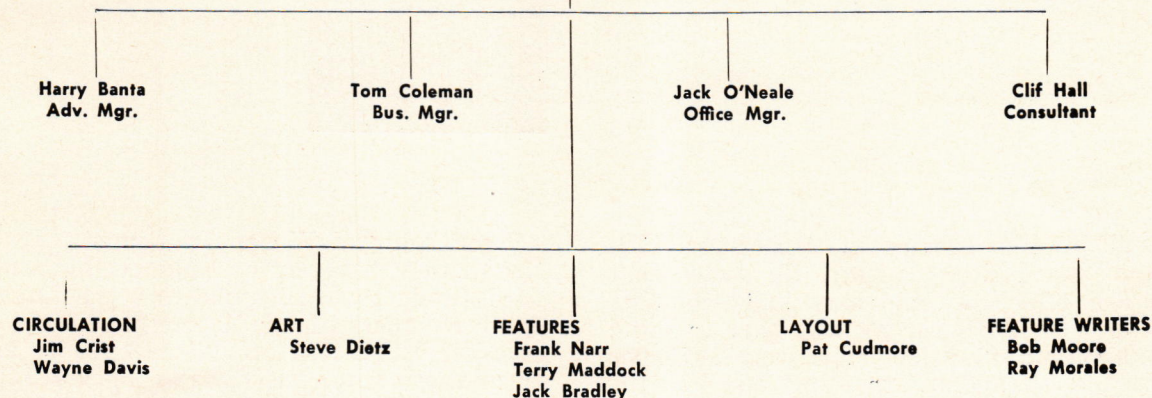 Harry Banta
Adv. Mgr.
Tom Coleman
Bus. Mgr.
Jack O'Neale
Office Mgr.
Clif Hall
Consultant
CIRCULATION
Jim Crist
Wayne Davis
ART
Steve Dietz
FEATURES
Frank Narr
Terry Maddock
Jack Bradley
LAYOUT
Pat Cudmore
FEATURE WRITERS
Bob Moore
Ray Morales